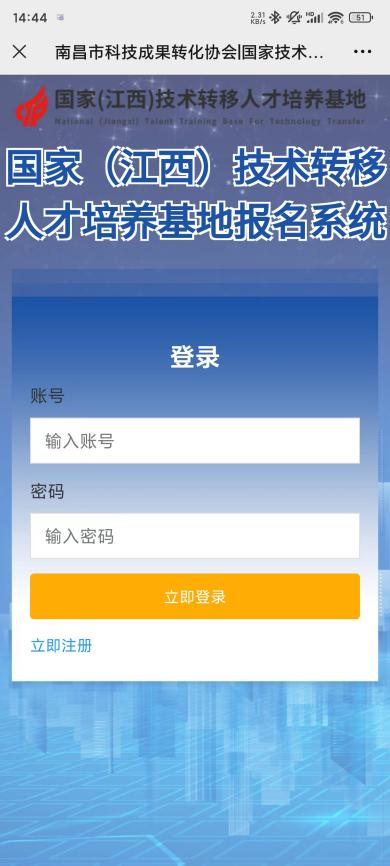 14:44
2.31 KB/s
HD
51
南昌市科技成果转化协会|国家技术...
国家(江西)技术转移人才培养基地
National (Jiangxi) Talent Training Base For Technology Transfer
国家（江西）技术转移
人才培养基地报名系统
登录
账号
输入账号
密码
输入密码
立即登录
立即注册